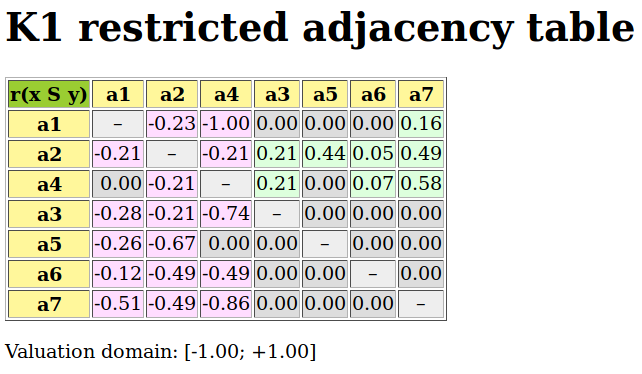 K1 restricted adjacency table
r(x S y) a1 a2 a4 a3 a5 a6 a7
a1 – -0.23 -1.00 0.00 0.00 0.00 0.16
a2 -0.21 – -0.21 0.21 0.44 0.05 0.49
a4 0.00 -0.21 – 0.21 0.00 0.07 0.58
a3 -0.28 -0.21 -0.74 – 0.00 0.00 0.00
a5 -0.26 -0.67 0.00 0.00 – 0.00 0.00
a6 -0.12 -0.49 -0.49 0.00 0.00 – 0.00
a7 -0.51 -0.49 -0.86 0.00 0.00 0.00 –
Valuation domain: [-1.00; +1.00]